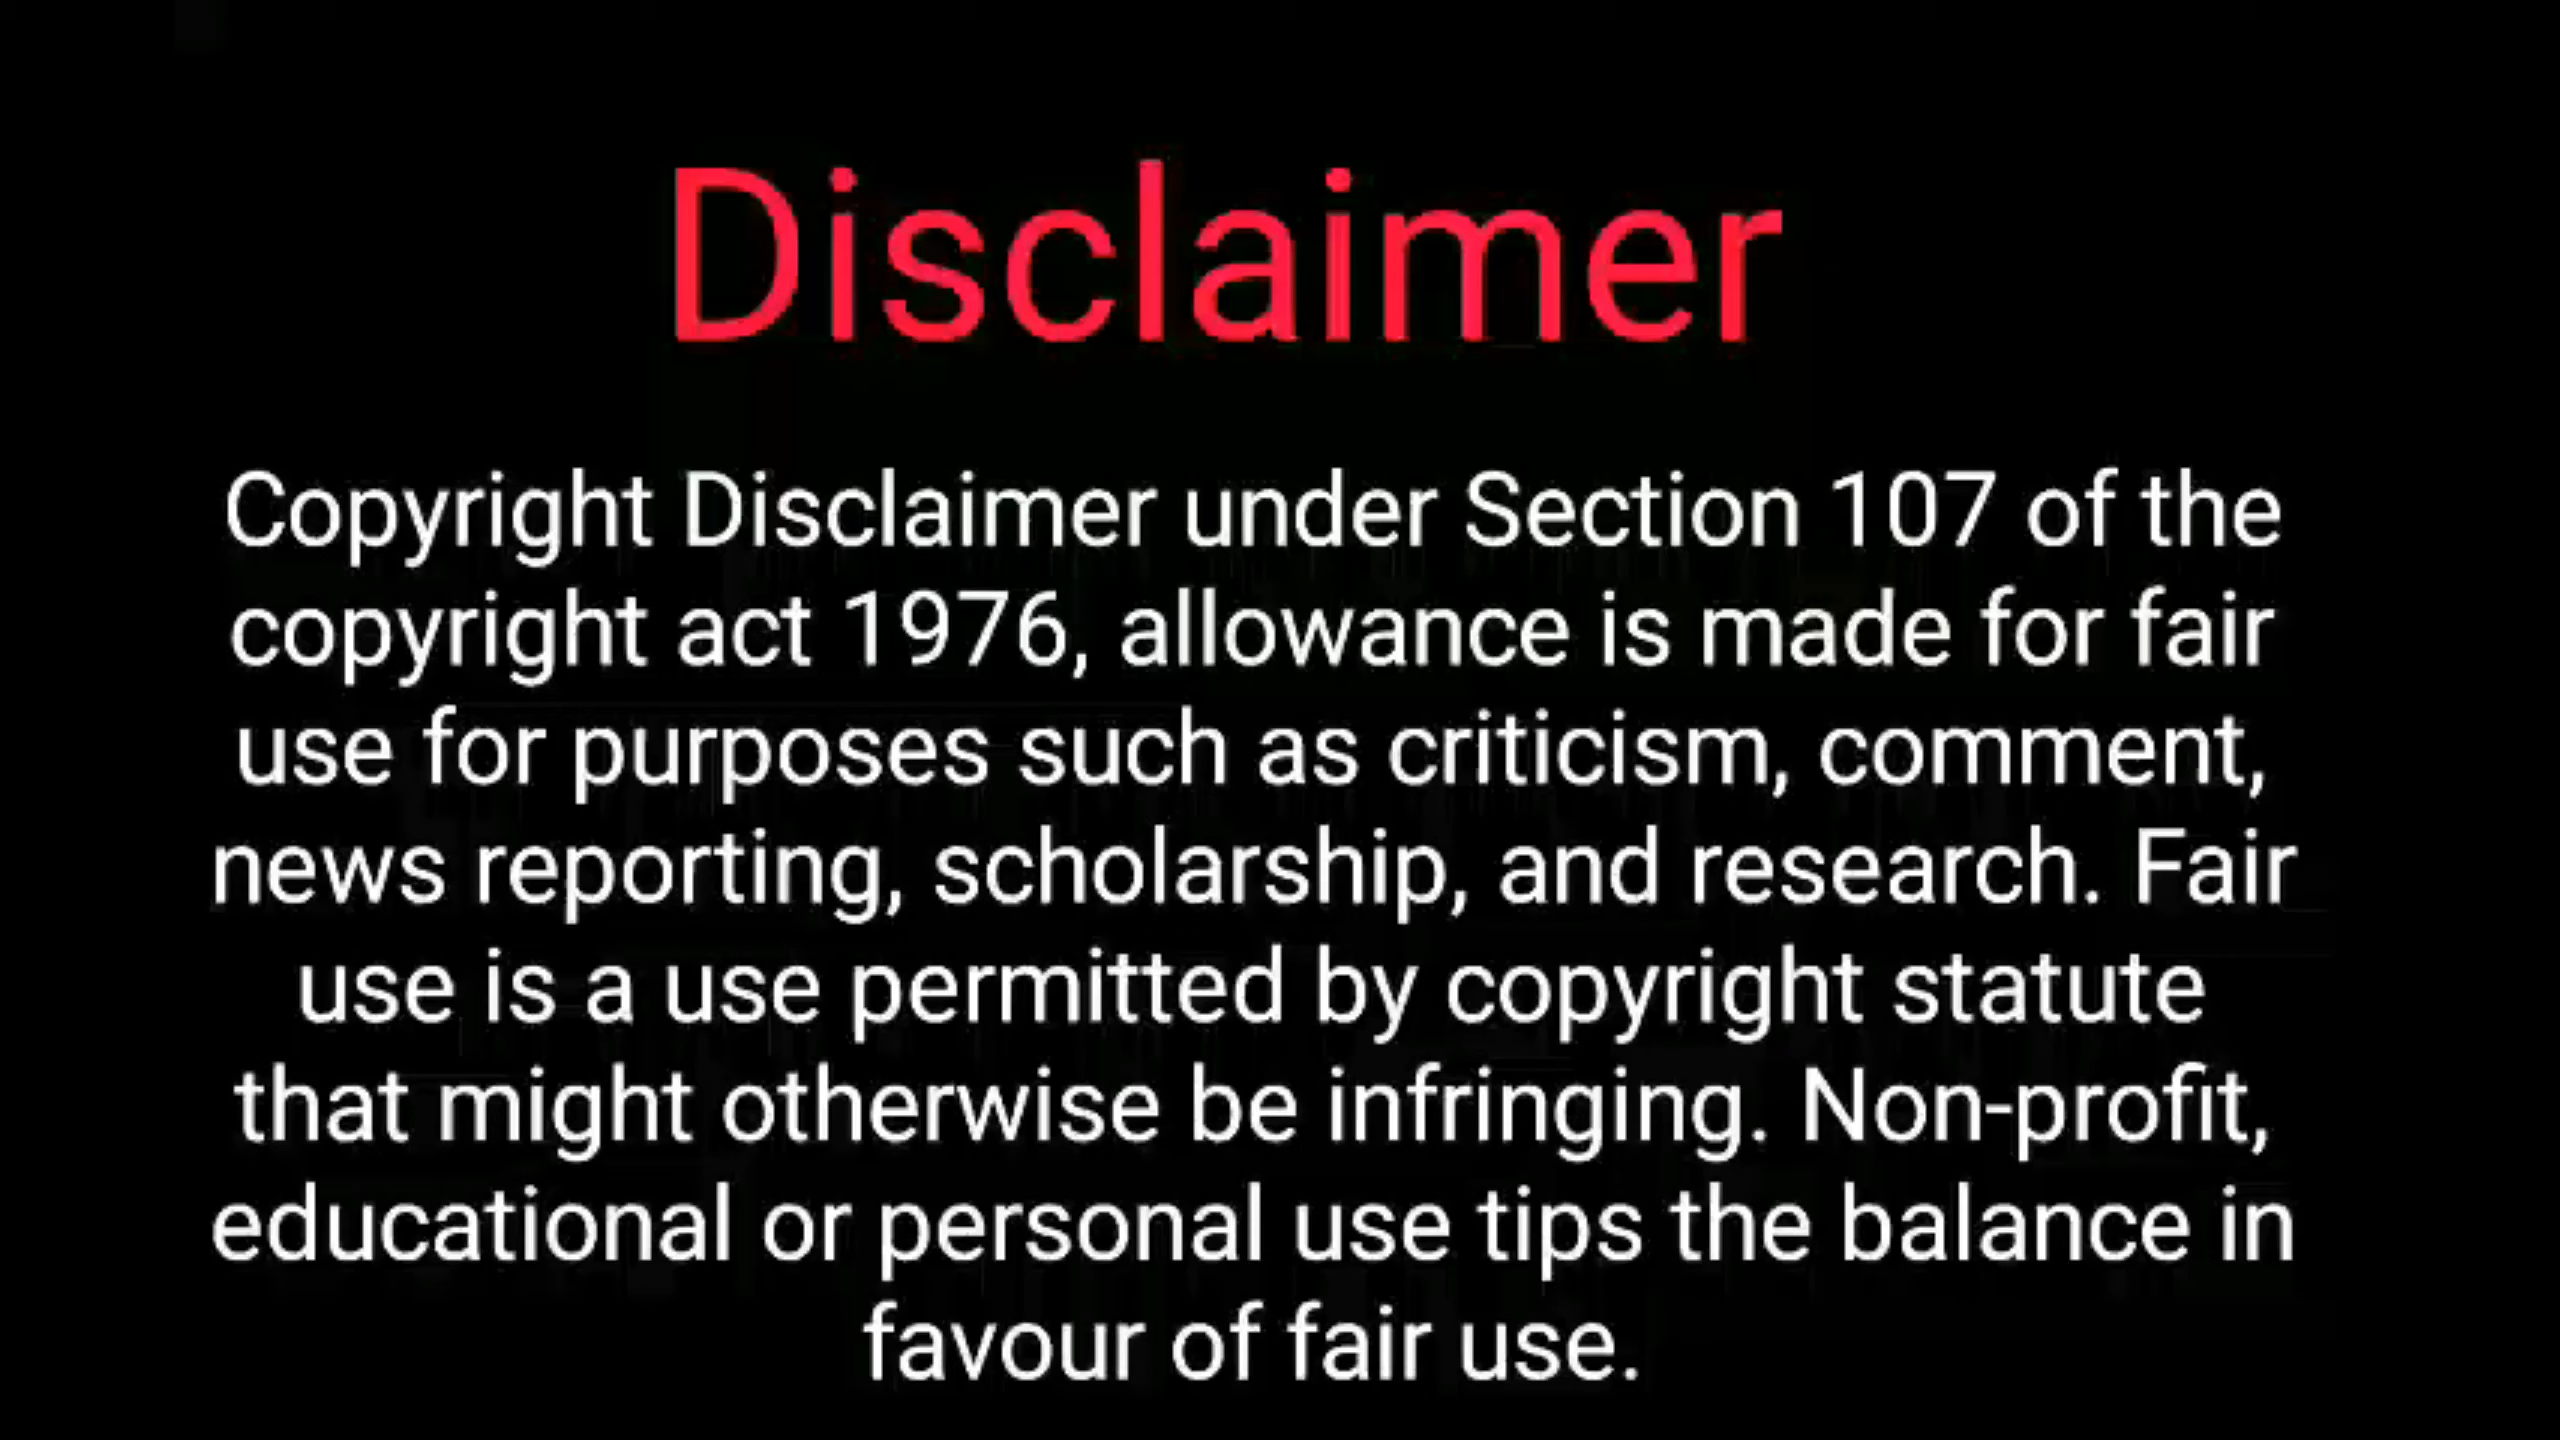 Disclaimer
Copyright Disclaimer under Section 107 of the
copyright act 1976, allowance is made for fair
use for purposes such as criticism, comment,
news reporting, scholarship, and research. Fair
use is a use permitted by copyright statute
that might otherwise be infringing. Non-profit,
educational or personal use tips the balance in
favour of fair use.